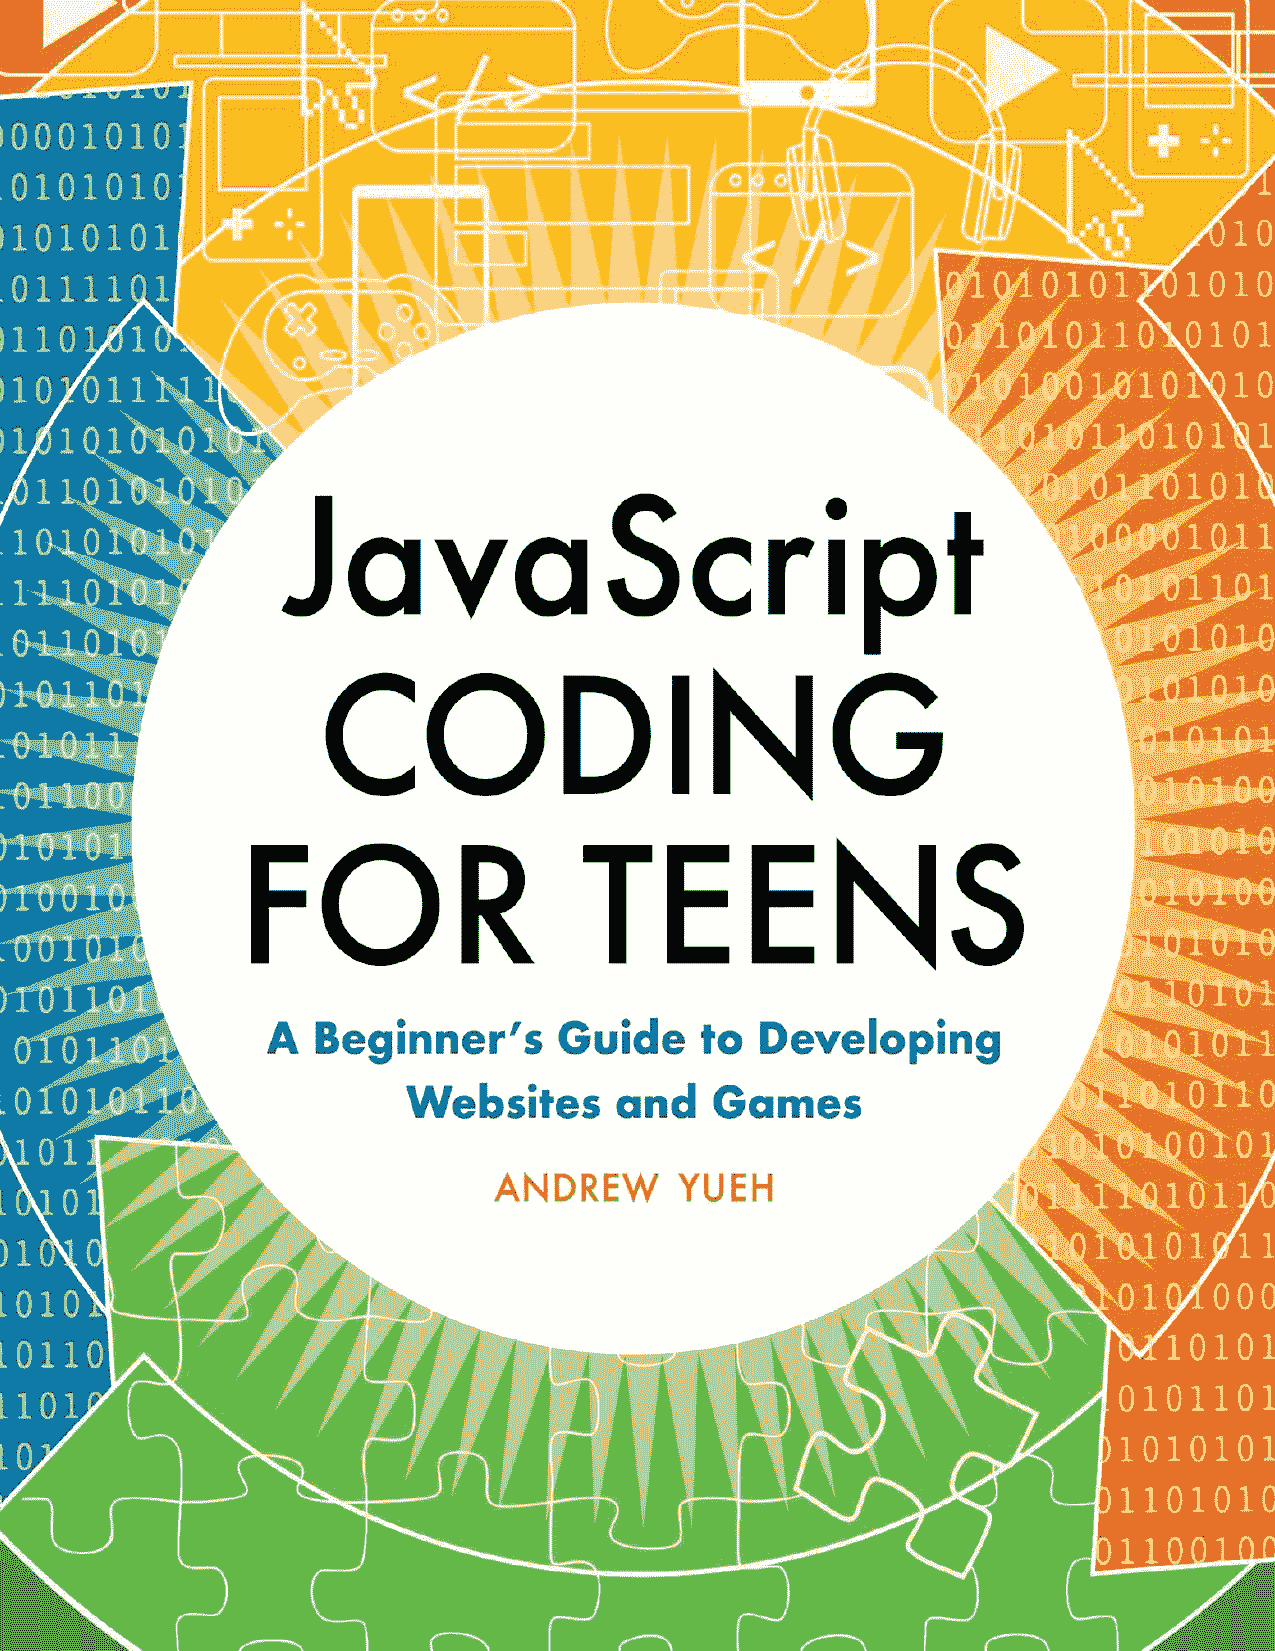 JavaScript
CODING
FOR TEENS
A Beginner's Guide to Developing
Websites and Games
ANDREW YUEH